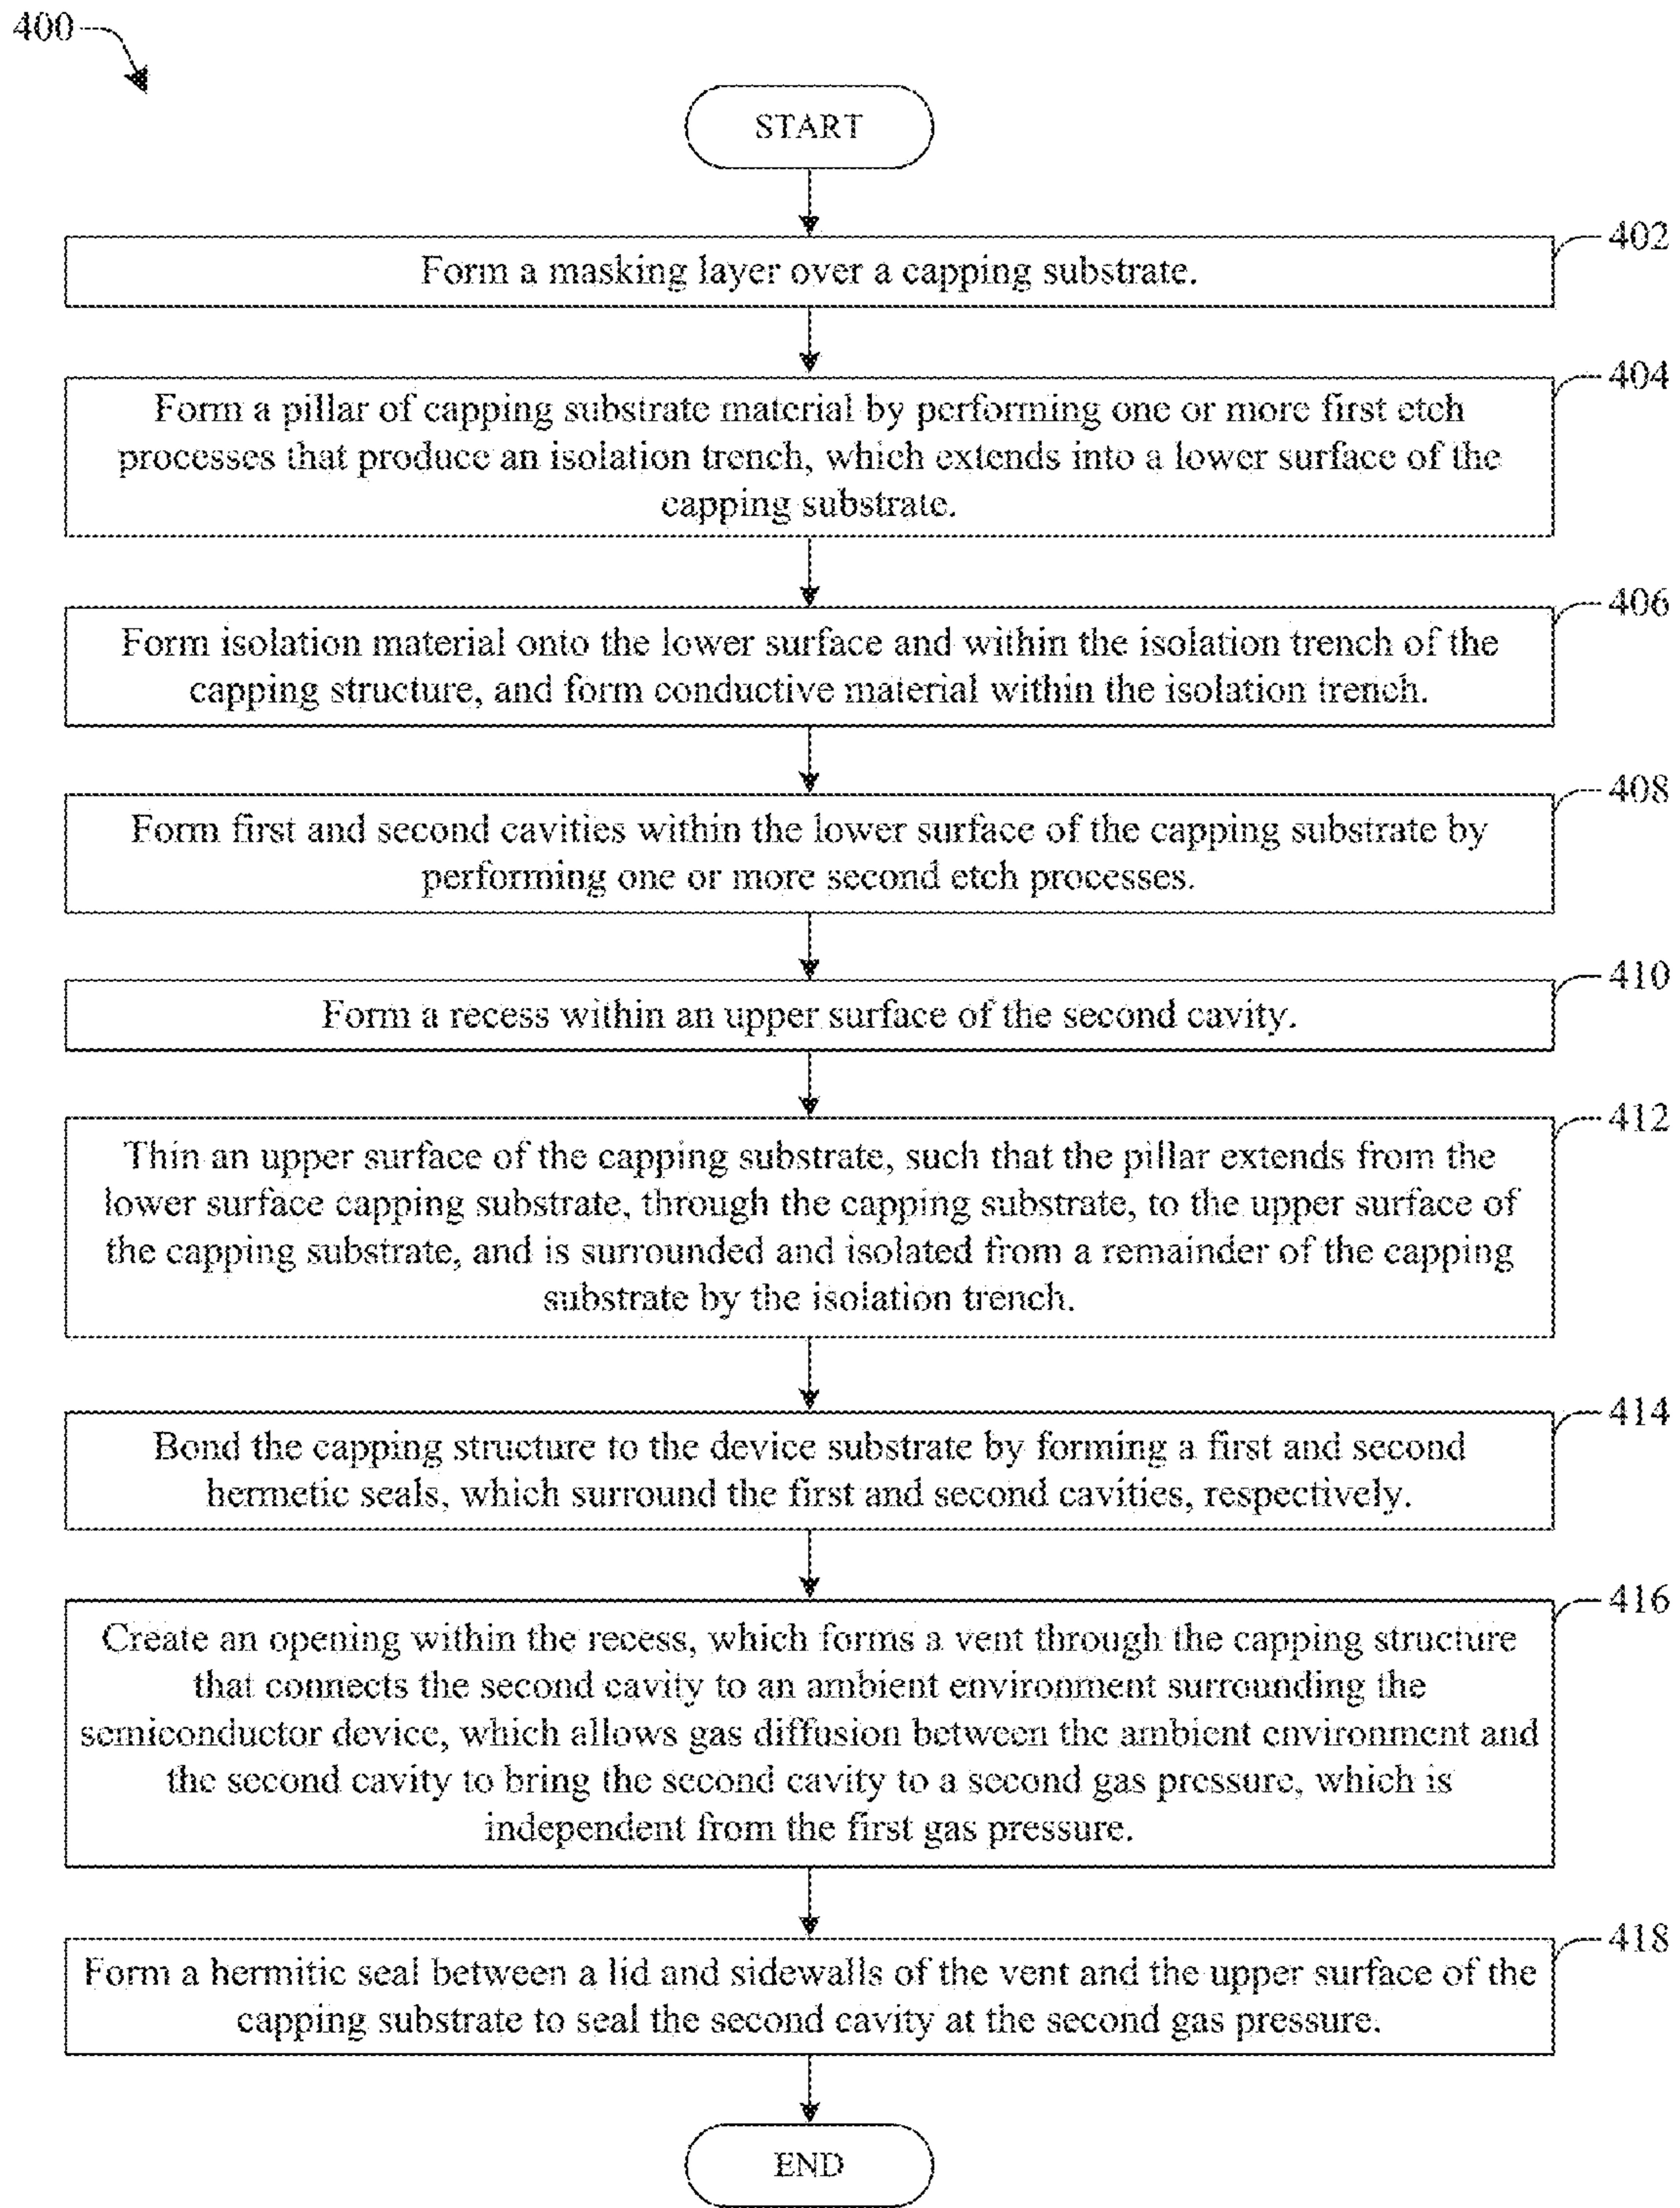 400
START
402
Form a masking layer over a capping substrate.
404
Form a pillar of capping substrate material by performing one or more first etch
processes that produce an isolation trench, which extends into a lower surface of the
capping substrate.
406
Form isolation material onto the lower surface and within the isolation trench of the
capping structure, and form conductive material within the isolation trench.
408
Form first and second cavities within the lower surface of the capping substrate by
performing one or more second etch processes.
410
Form a recess within an upper surface of the second cavity.
412
Thin an upper surface of the capping substrate, such that the pillar extends from the
lower surface capping substrate, through the capping substrate, to the upper surface of
the capping substrate, and is surrounded and isolated from a remainder of the capping
substrate by the isolation trench.
414
Bond the capping structure to the device substrate by forming a first and second
hermetic seals, which surround the first and second cavities, respectively.
416
Create an opening within the recess, which forms a vent through the capping structure
that connects the second cavity to an ambient environment surrounding the
semiconductor device, which allows gas diffusion between the ambient environment and
the second cavity to bring the second cavity to a second gas pressure, which is
independent from the first gas pressure.
418
Form a hermitic seal between a lid and sidewalls of the vent and the upper surface of the
capping substrate to seal the second cavity at the second gas pressure.
END